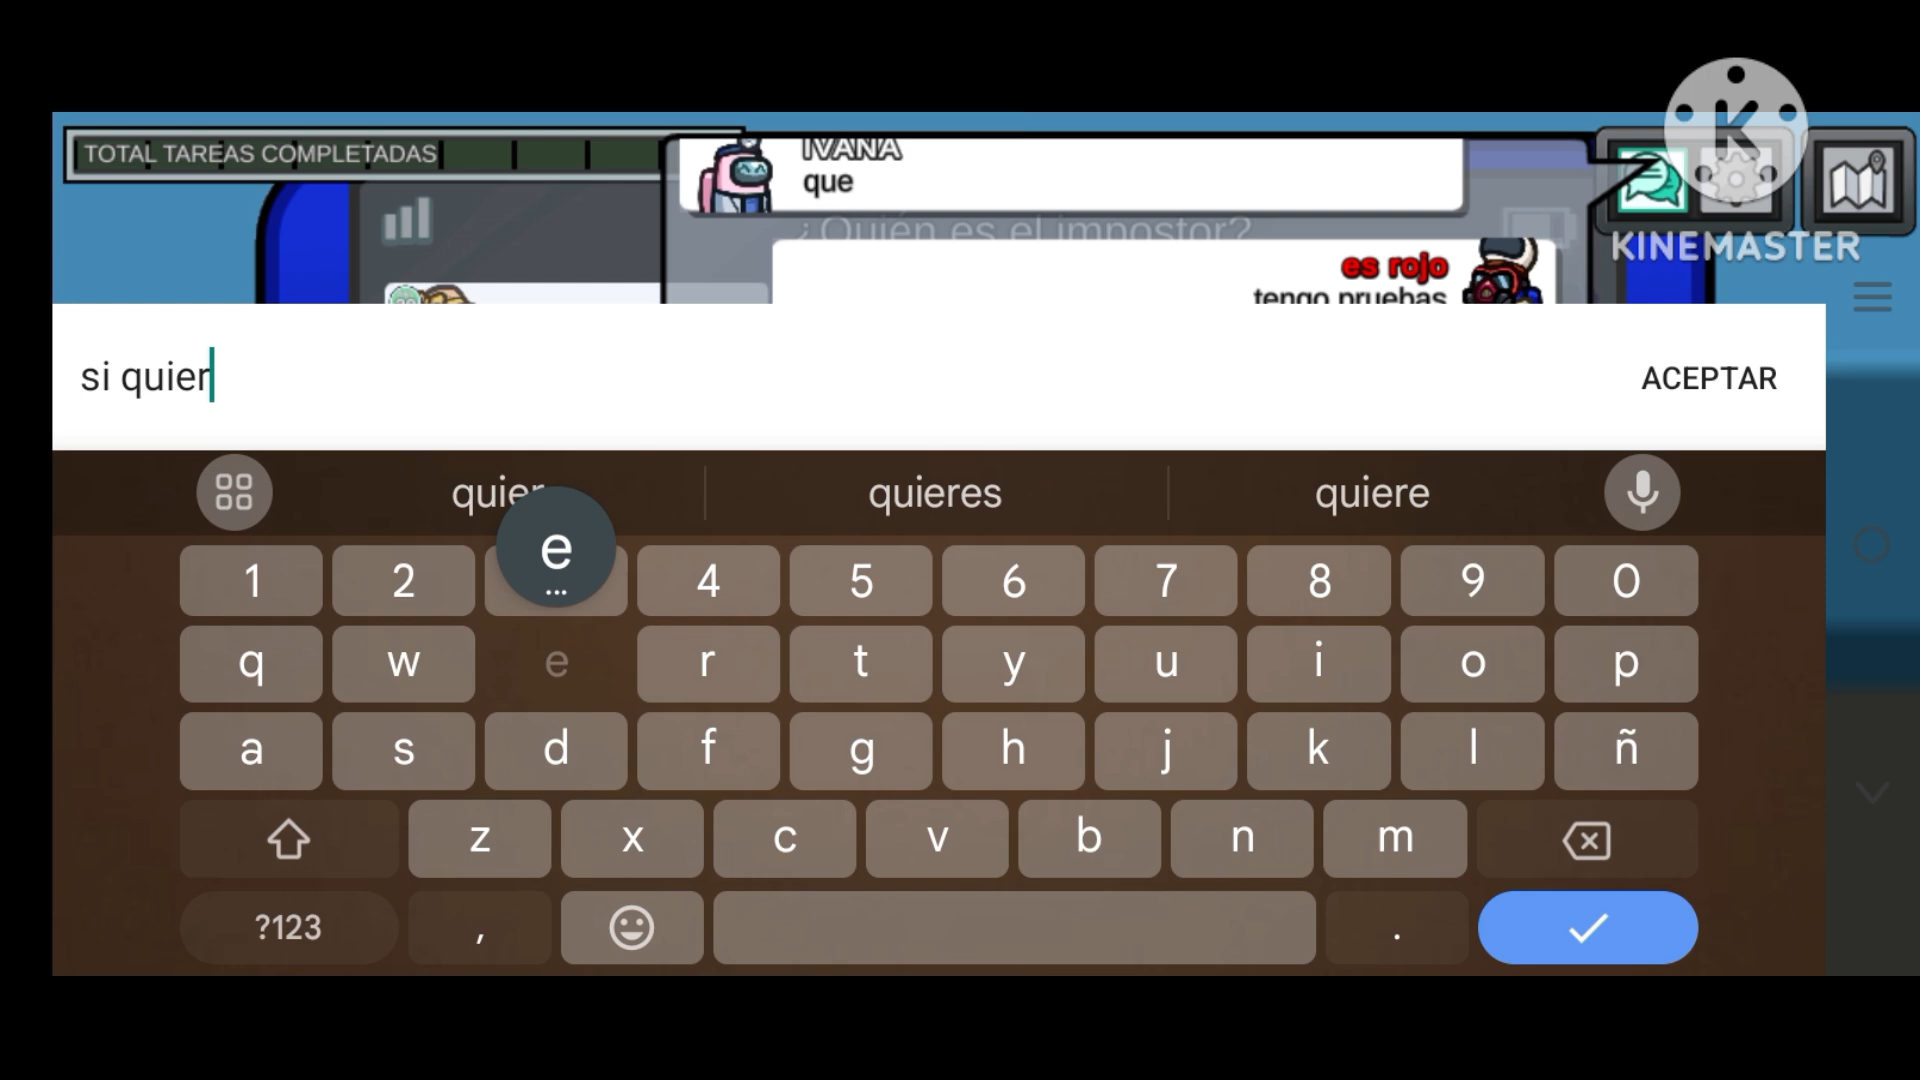 TOTAL TAREAS COMPLETADAS
IVANA
que
¿Quién es el impostor?
es rojo
tengo pruebas
K
KINEMASTER
si quier
ACEPTAR
quier
quieres
quiere
e
...
1 2 4 5 6 7 8 9 0
q w e r t y u i o p
a s d f g h j k l ñ
z x c v b n m
?123 , .